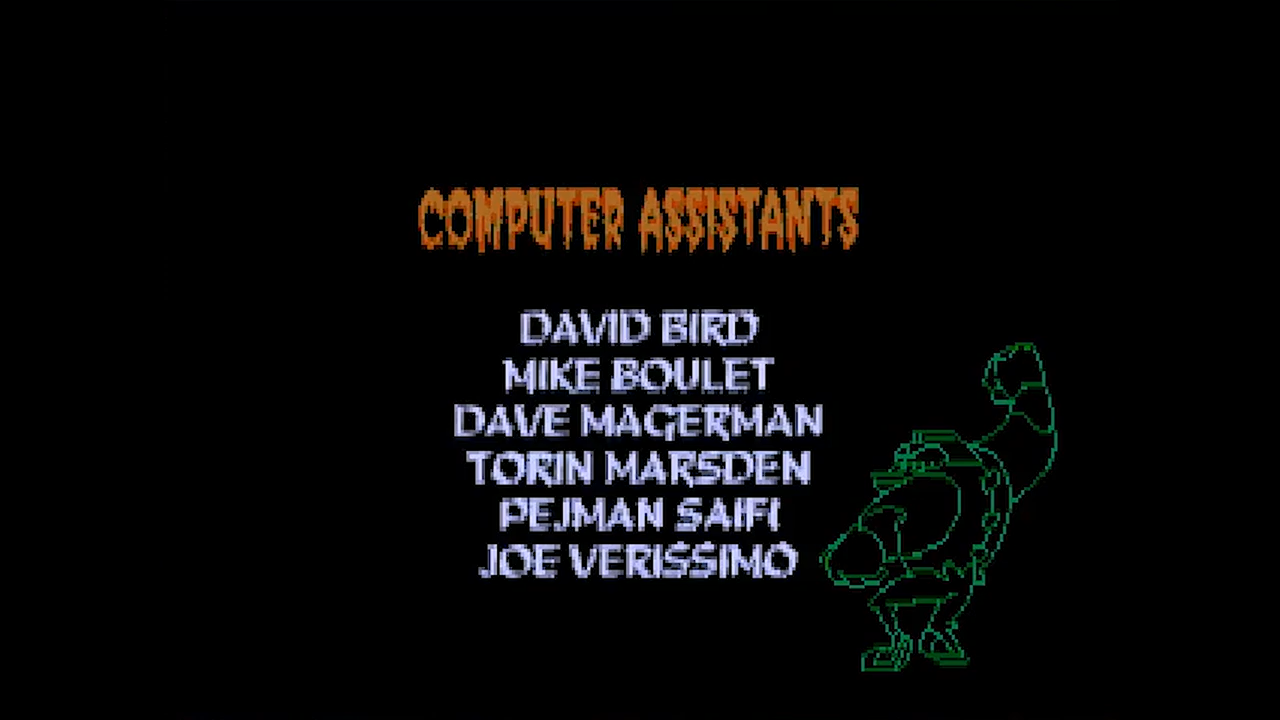 COMPUTER ASSISTANTS
DAVID BIRD
MIKE BOULET
DAVE MAGERMAN
TORIN MARSDEN
PEJMAN SAIFI
JOE VERISSIMO